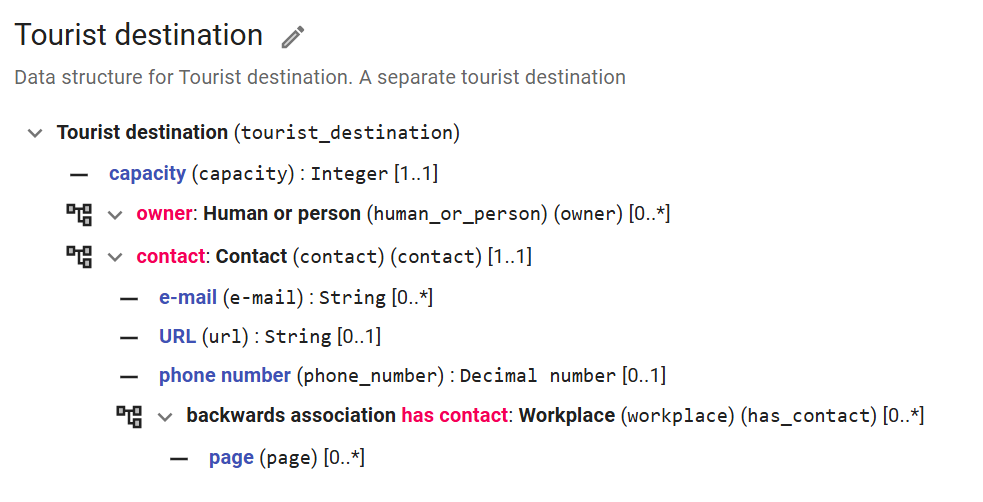 Tourist destination
Data structure for Tourist destination. A separate tourist destination
Tourist destination (tourist_destination)
capacity (capacity) : Integer [1..1]
owner: Human or person (human_or_person) (owner) [0..*]
contact: Contact (contact) (contact) [1..1]
e-mail (e-mail) : String [0..*]
URL (url) : String [0..1]
phone number (phone_number) : Decimal number [0..1]
backwards association has contact: Workplace (workplace) (has_contact) [0..*]
page (page) [0..*]